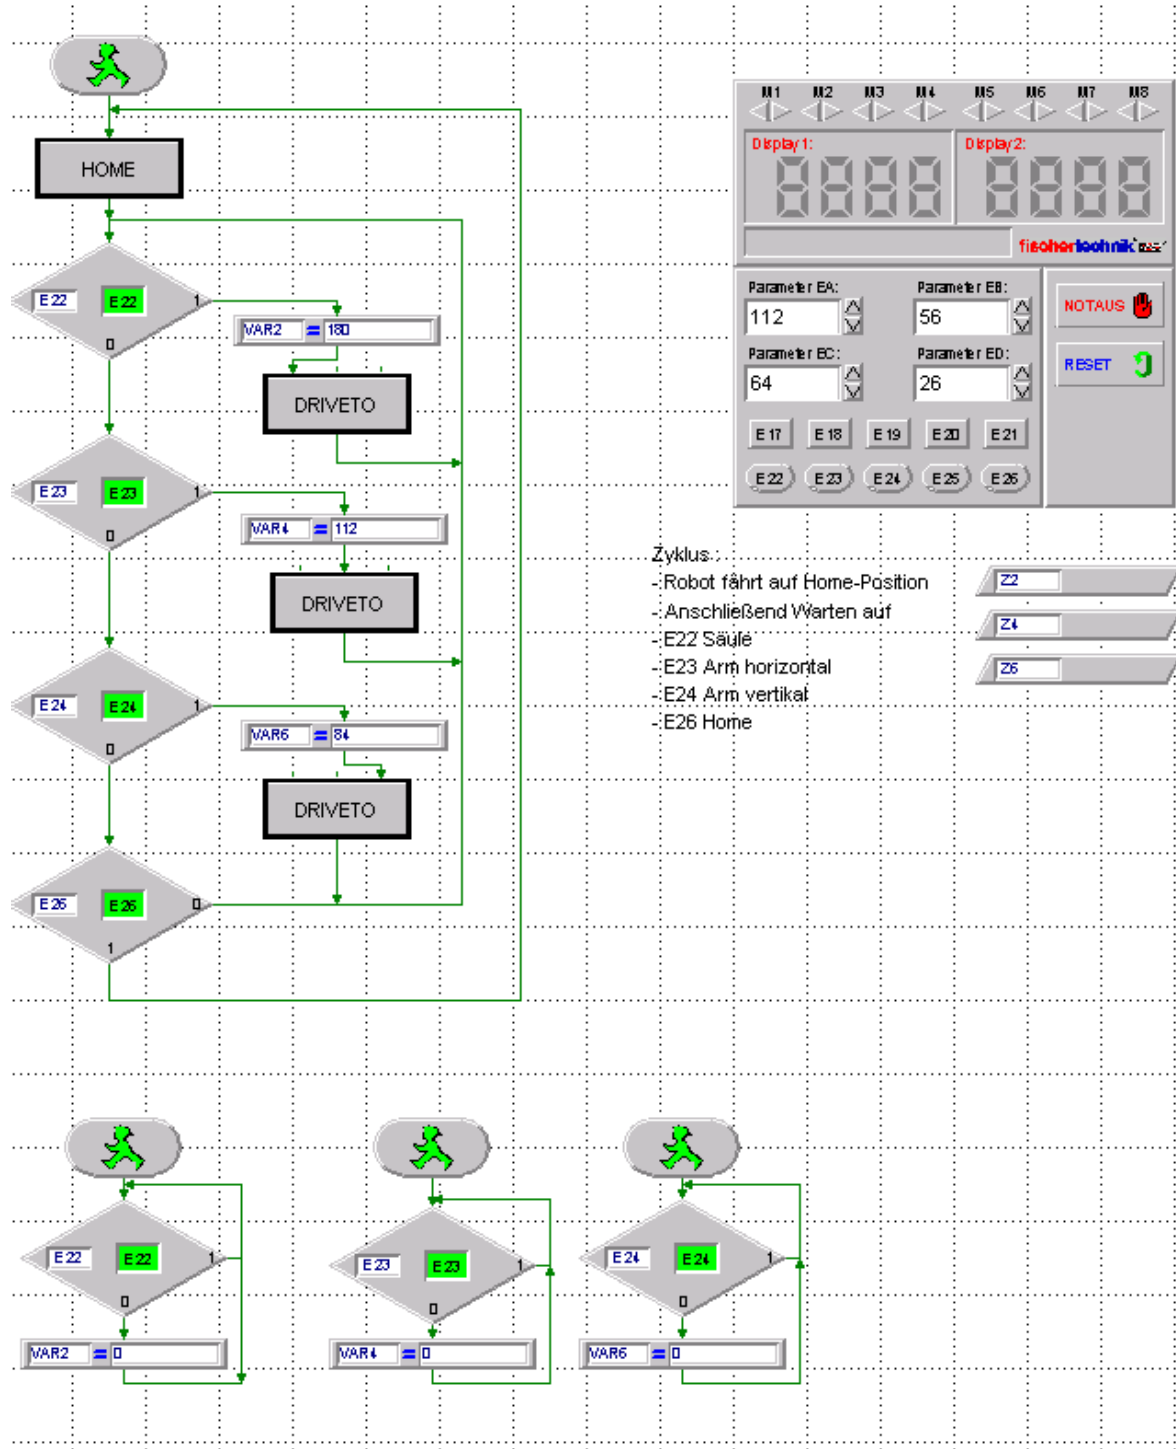 HOME
E22 E22 1
0
VAR2 = 180
DRIVETO
E23 E23 1
0
VAR4 = 112
DRIVETO
E24 E24 1
0
VAR6 = 84
DRIVETO
E26 E26 0
1
M1 M2 M3 M4 M5 M6 M7 M8
Display 1: Display 2:
fischertechnik
Parameter EA: Parameter EB:
112 56
Parameter EC: Parameter ED:
64 26
NOTAUS
RESET
E17 E18 E19 E20 E21
E22 E23 E24 E25 E26
Zyklus :
- Robot fährt auf Home-Position
- Anschließend Warten auf
- E22 Säule
- E23 Arm horizontal
- E24 Arm vertikal
- E26 Home
Z2
Z4
Z6
E22 E22 1
0
VAR2 = 0
E23 E23 1
0
VAR4 = 0
E24 E24 1
0
VAR6 = 0